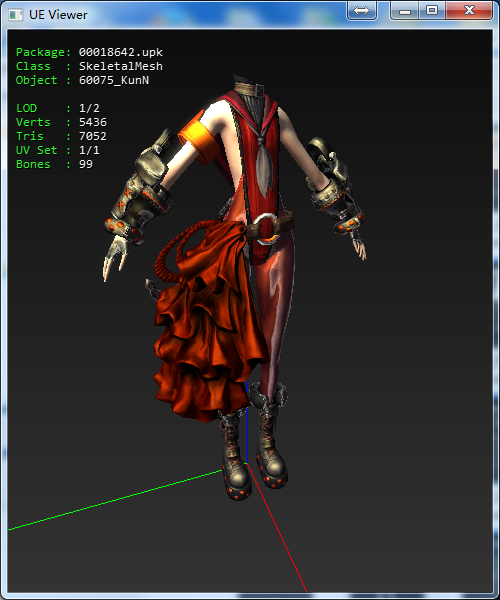 UE Viewer
Package: 00018642.upk
Class : SkeletalMesh
Object : 60075_KunN
LOD : 1/2
Verts : 5436
Tris : 7052
UV Set : 1/1
Bones : 99